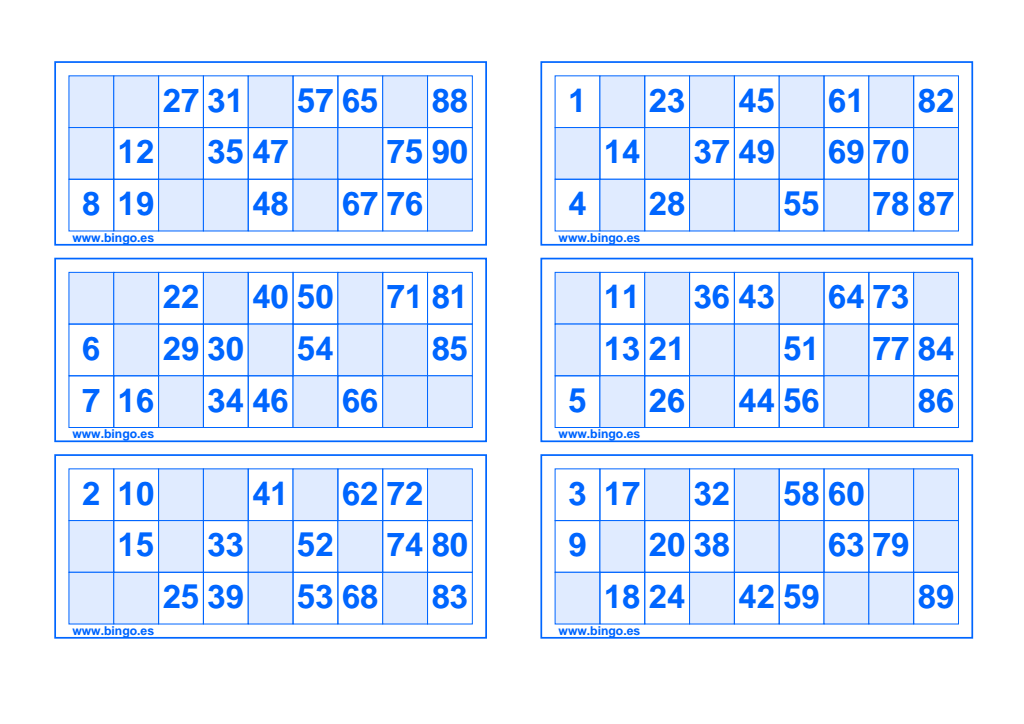 27 31 57 65 88
12 35 47 75 90
8 19 48 67 76
www.bingo.es
1 23 45 61 82
14 37 49 69 70
4 28 55 78 87
www.bingo.es
22 40 50 71 81
6 29 30 54 85
7 16 34 46 66
www.bingo.es
11 36 43 64 73
13 21 51 77 84
5 26 44 56 86
www.bingo.es
2 10 41 62 72
15 33 52 74 80
25 39 53 68 83
www.bingo.es
3 17 32 58 60
9 20 38 63 79
18 24 42 59 89
www.bingo.es